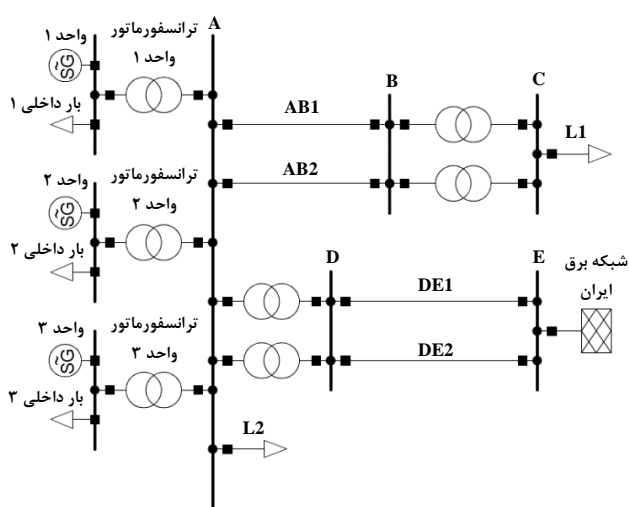 واحد ۱
ترانسفورماتور
واحد ۱
A
بار داخلی ۱
SG
AB1
B
C
L1
AB2
واحد ۲
ترانسفورماتور
واحد ۲
SG
بار داخلی ۲
D
E
شبکه برق
ایران
DE1
واحد ۳
ترانسفورماتور
واحد ۳
SG
بار داخلی ۳
DE2
L2